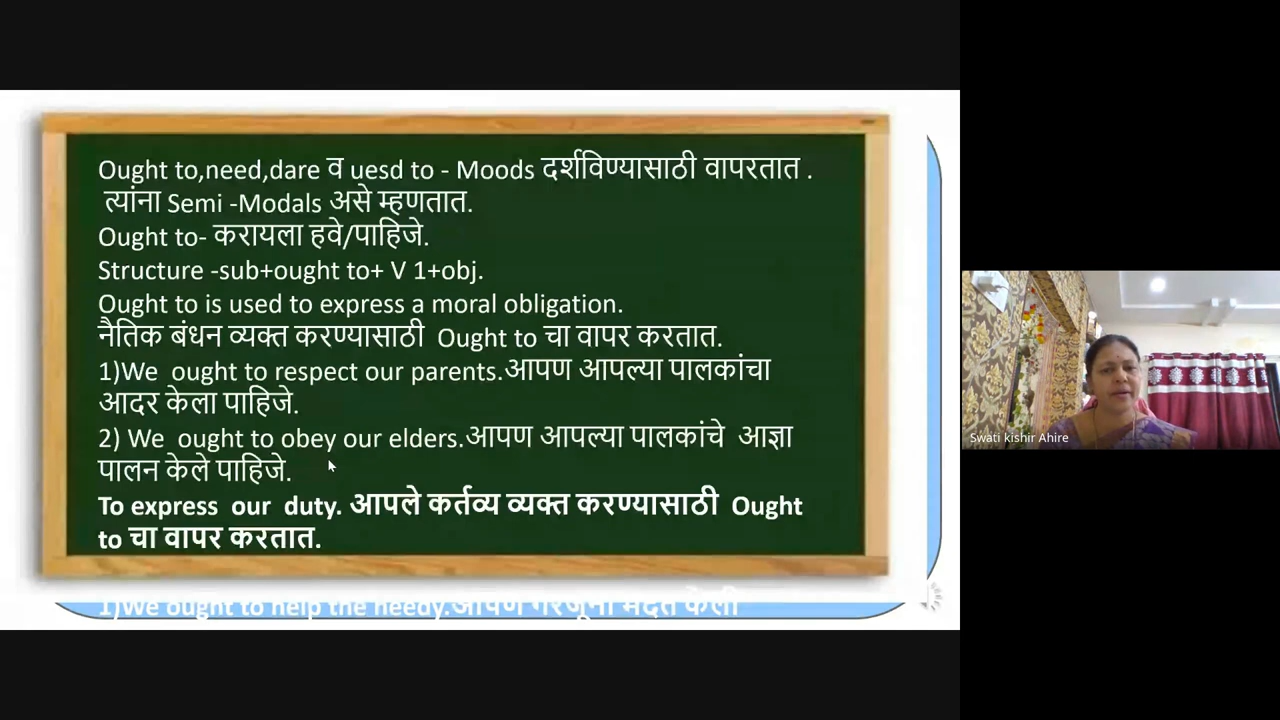 Ought to,need,dare व uesd to - Moods दर्शविण्यासाठी वापरतात .
त्यांना Semi -Modals असे म्हणतात.
Ought to- करायला हवे/पाहिजे.
Structure -sub+ought to+ V 1+obj.
Ought to is used to express a moral obligation.
नैतिक बंधन व्यक्त करण्यासाठी Ought to चा वापर करतात.
1)We ought to respect our parents.आपण आपल्या पालकांचा
आदर केला पाहिजे.
2) We ought to obey our elders.आपण आपल्या पालकांचे आज्ञा
पालन केले पाहिजे.
To express our duty. आपले कर्तव्य व्यक्त करण्यासाठी Ought
to चा वापर करतात.
1)We ought to help the needy.आपण गरजूंना मदत केली
Swati kishir Ahire